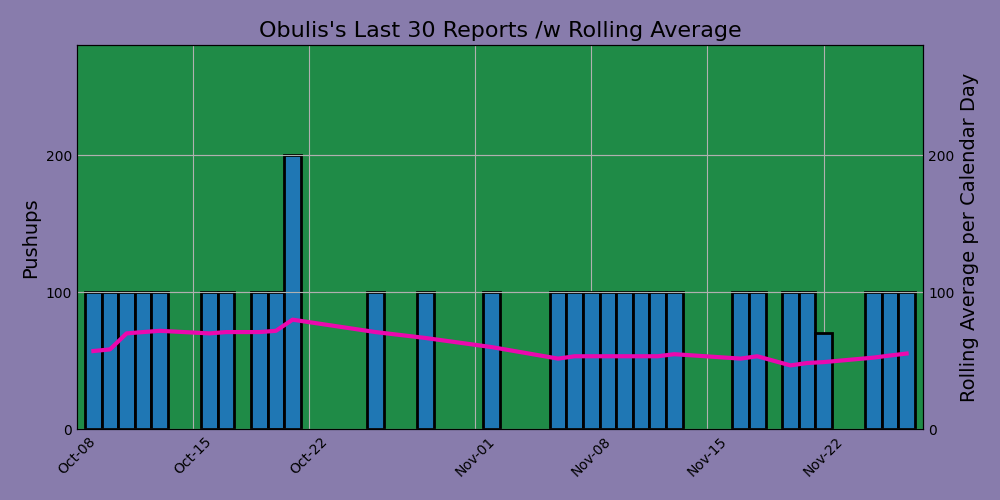 Obulis's Last 30 Reports /w Rolling Average
Pushups
200
100
0
200
100
0
Rolling Average per Calendar Day
Oct-08
Oct-15
Oct-22
Nov-01
Nov-08
Nov-15
Nov-22